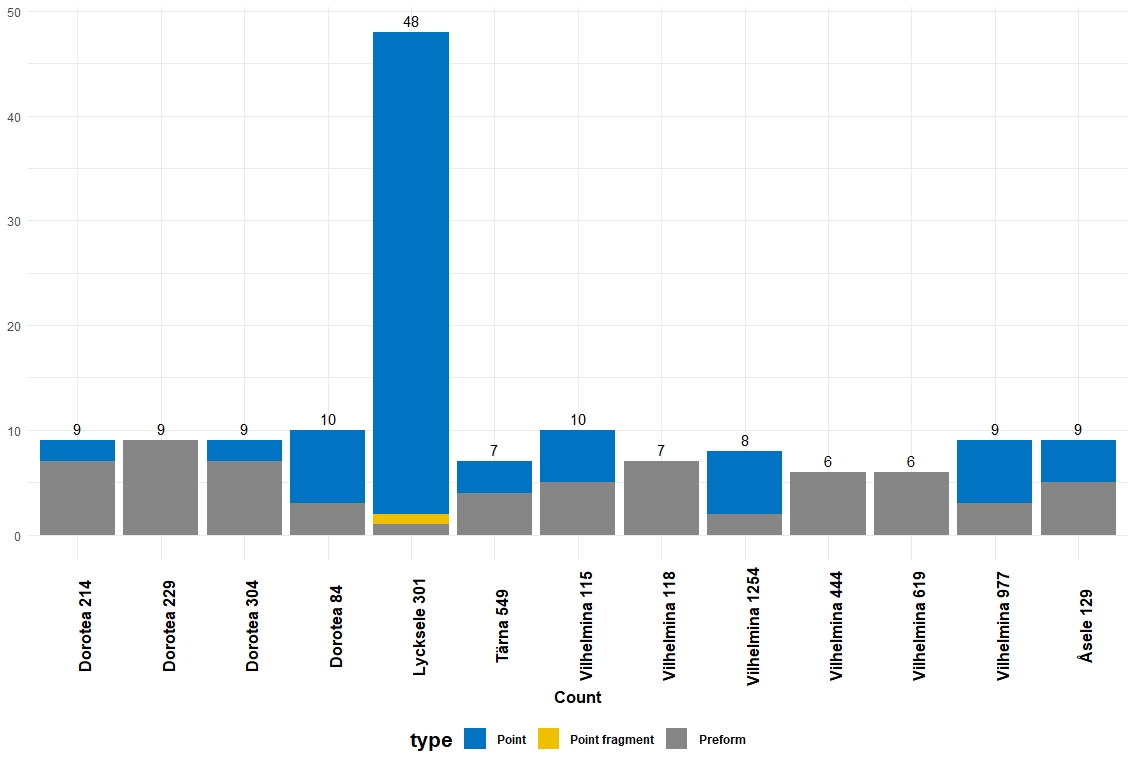 50
48
40
30
20
10
0
9
9
9
10
7
10
7
8
6
6
9
9
Dorotea 214
Dorotea 229
Dorotea 304
Dorotea 84
Lycksele 301
Tärna 549
Vilhelmina 115
Vilhelmina 118
Vilhelmina 1254
Vilhelmina 444
Vilhelmina 619
Vilhelmina 977
Åsele 129
Count
type Point Point fragment Preform